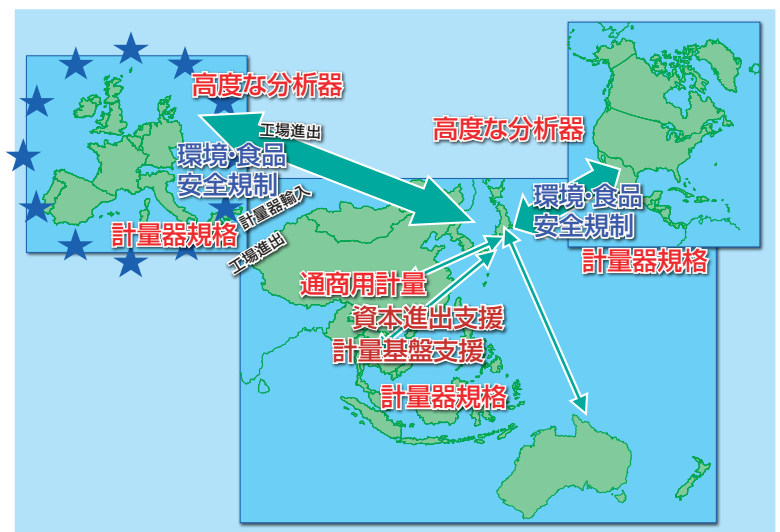 高度な分析器
工場進出
環境・食品
安全規制
計量器輸入
計量器規格
工場進出
高度な分析器
環境・食品
安全規制
計量器規格
通商用計量
資本進出支援
計量基盤支援
計量器規格